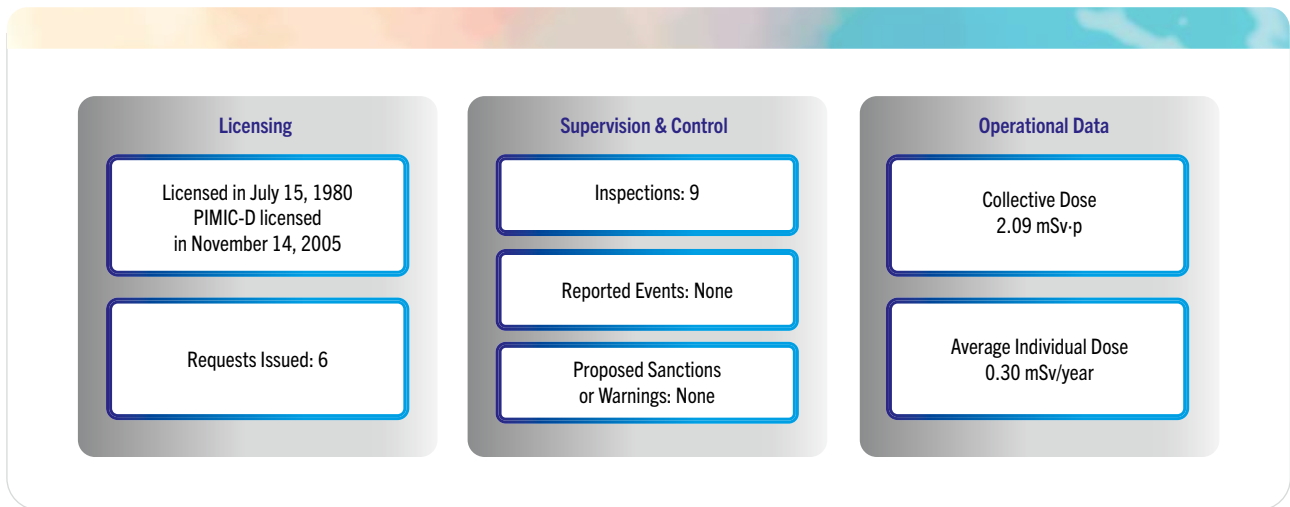 Licensing
Licensed in July 15, 1980
PIMIC-D licensed
in November 14, 2005
Requests Issued: 6
Supervision & Control
Inspections: 9
Reported Events: None
Proposed Sanctions
or Warnings: None
Operational Data
Collective Dose
2.09 mSv·p
Average Individual Dose
0.30 mSv/year